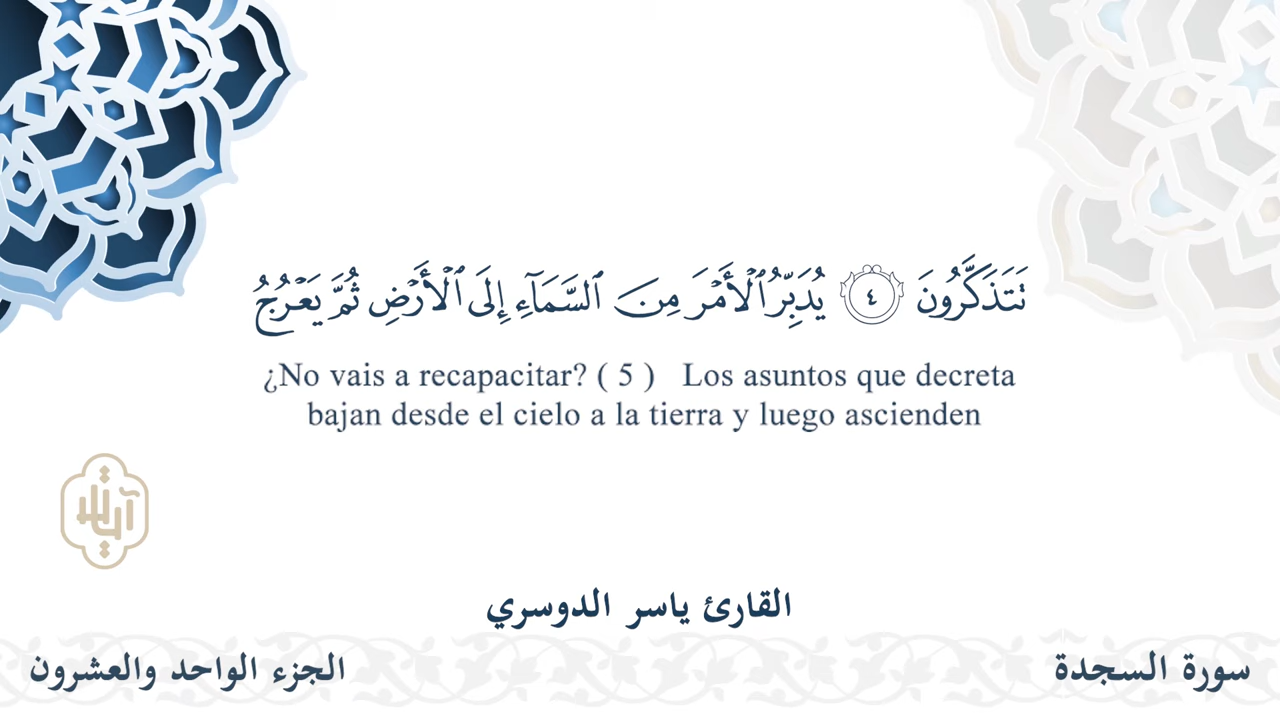 تَتَذَكَّرُونَ ٤ يُدَبِّرُ ٱلْأَمْرَ مِنَ ٱلسَّمَآءِ إِلَى ٱلْأَرْضِ ثُمَّ يَعْرُجُ
¿No vais a recapacitar? ( 5 ) Los asuntos que decreta
bajan desde el cielo a la tierra y luego ascienden
القارئ ياسر الدوسري
سورة السجدة
الجزء الواحد والعشرون